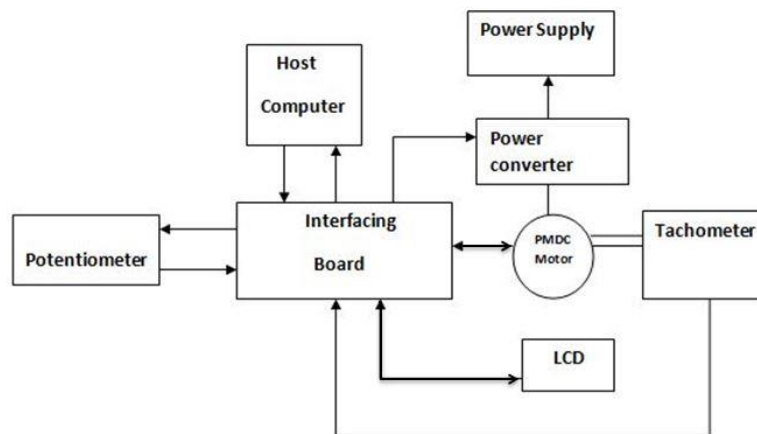 Power Supply
Host
Computer
Power
converter
Interfacing
Board
Potentiometer
PMDC
Motor
Tachometer
LCD